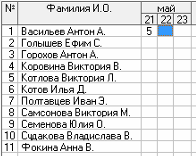 № Фамилия И.О. май
21 22 23
1 Васильев Антон А. 5
2 Голышев Ефим С.
3 Горохов Антон А.
4 Коровина Виктория В.
5 Котлова Виктория Л.
6 Котов Илья Д.
7 Полтавцев Иван Э.
8 Самсонова Виктория М.
9 Семенова Юлия О.
10 Судакова Владислава В.
11 Фокина Анна В.